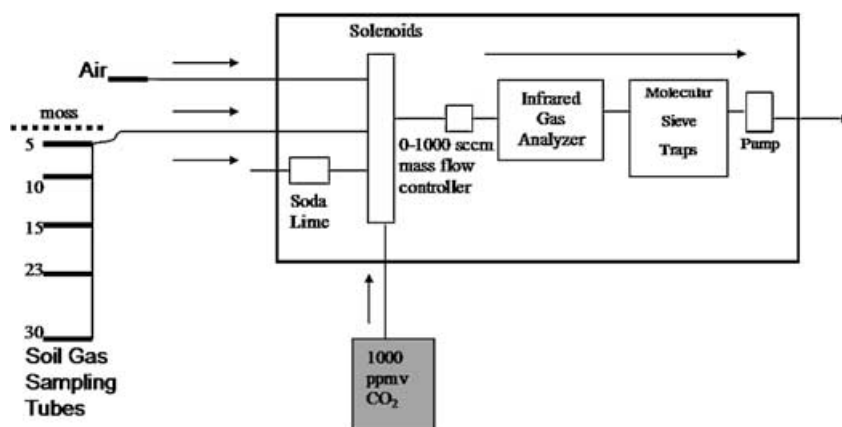 Solenoids
Air
moss
5
10
15
23
30
Soil Gas
Sampling
Tubes
Soda
Lime
0-1000 sccm
mass flow
controller
Infrared
Gas
Analyzer
Molecular
Sieve
Traps
Pump
1000
ppmv
CO₂